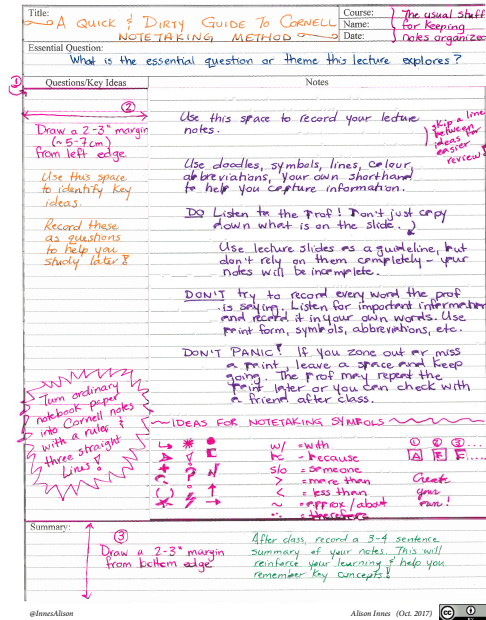 Title:
A QUICK & DIRTY GUIDE TO CORNELL
NOTETAKING METHOD
Course:
Name:
Date:
The usual stuff
for keeping
notes organized
Essential Question:
What is the essential question or theme this lecture explores?
①
Questions/Key Ideas
Notes
②
Draw a 2-3" margin
(~5-7cm)
from left edge
Use this space
to identify key
ideas.
Record these
as questions
to help you
study later!
Use this space to record your lecture
notes.
skip a line
between
ideas for
easier
review!
Use doodles, symbols, lines, colour,
abbreviations, your own shorthand
to help you capture information.
DO Listen to the Prof! Don't just copy
down what is on the slide.
Use lecture slides as a guideline, but
don't rely on them completely - your
notes will be incomplete.
DON'T try to record every word the prof
is saying. Listen for important information
and record it in your own words. Use
point form, symbols, abbreviations, etc.
DON'T PANIC! If you zone out or miss
a point, leave a space and keep
going. The Prof may repeat the
point later or you can check with
a friend after class.
Turn ordinary
notebook paper
into Cornell notes
with a ruler &
three straight
lines!
IDEAS FOR NOTETAKING SYMBOLS
w/ = with
bc = because
s/o = someone
> = more than
< = less than
~ = approx/about
∴ = therefore
① ② ③ ....
A B E ....
Create
your
own!
Summary:
③
Draw a 2-3" margin
from bottom edge
After class, record a 3-4 sentence
summary of your notes. This will
reinforce your learning & help you
remember key concepts!
@InnesAlison
Alison Innes (Oct. 2017)
cc